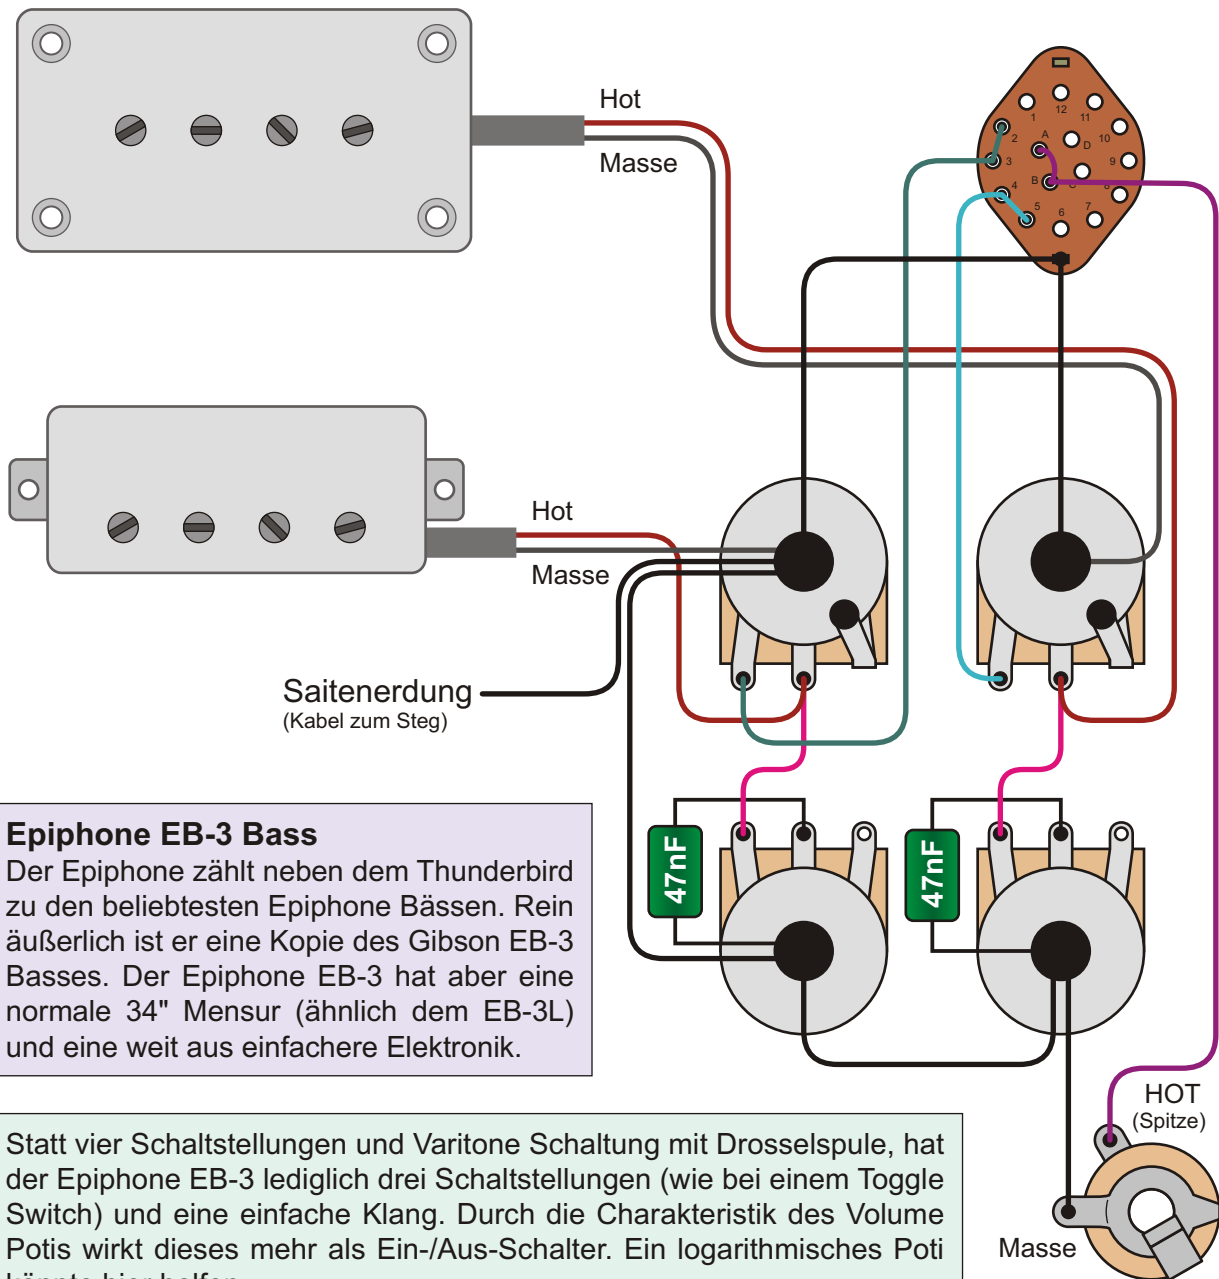 Hot
Masse
12
1
11
2
A
D
10
3
9
B
C
4
8
5
6
7
Hot
Masse
Saitenerdung
(Kabel zum Steg)
47nF
47nF
Epiphone EB-3 Bass
Der Epiphone zählt neben dem Thunderbird
zu den beliebtesten Epiphone Bässen. Rein
äußerlich ist er eine Kopie des Gibson EB-3
Basses. Der Epiphone EB-3 hat aber eine
normale 34" Mensur (ähnlich dem EB-3L)
und eine weit aus einfachere Elektronik.
HOT
(Spitze)
Masse
Statt vier Schaltstellungen und Varitone Schaltung mit Drosselspule, hat
der Epiphone EB-3 lediglich drei Schaltstellungen (wie bei einem Toggle
Switch) und eine einfache Klang. Durch die Charakteristik des Volume
Potis wirkt dieses mehr als Ein-/Aus-Schalter. Ein logarithmisches Poti